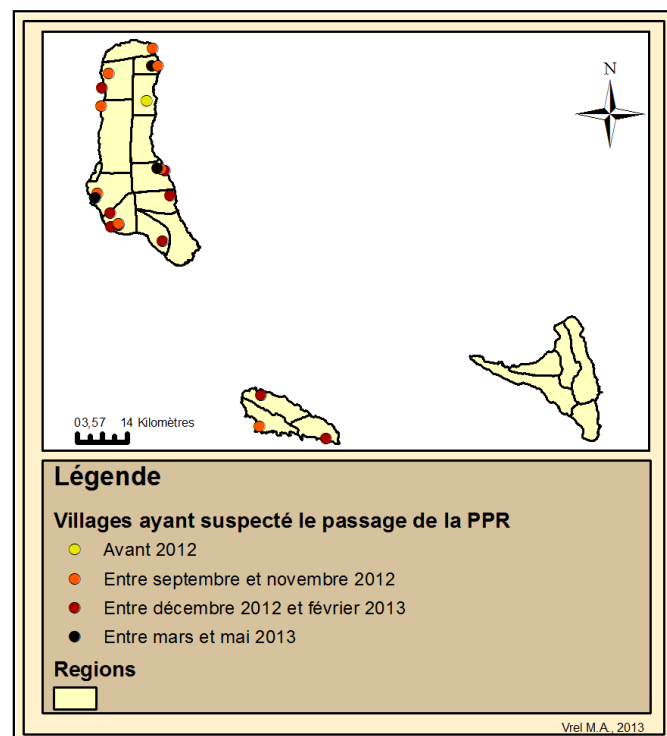 N
03,57 14 Kilomètres
Légende
Villages ayant suspecté le passage de la PPR
Avant 2012
Entre septembre et novembre 2012
Entre décembre 2012 et février 2013
Entre mars et mai 2013
Regions
Vrel M.A., 2013